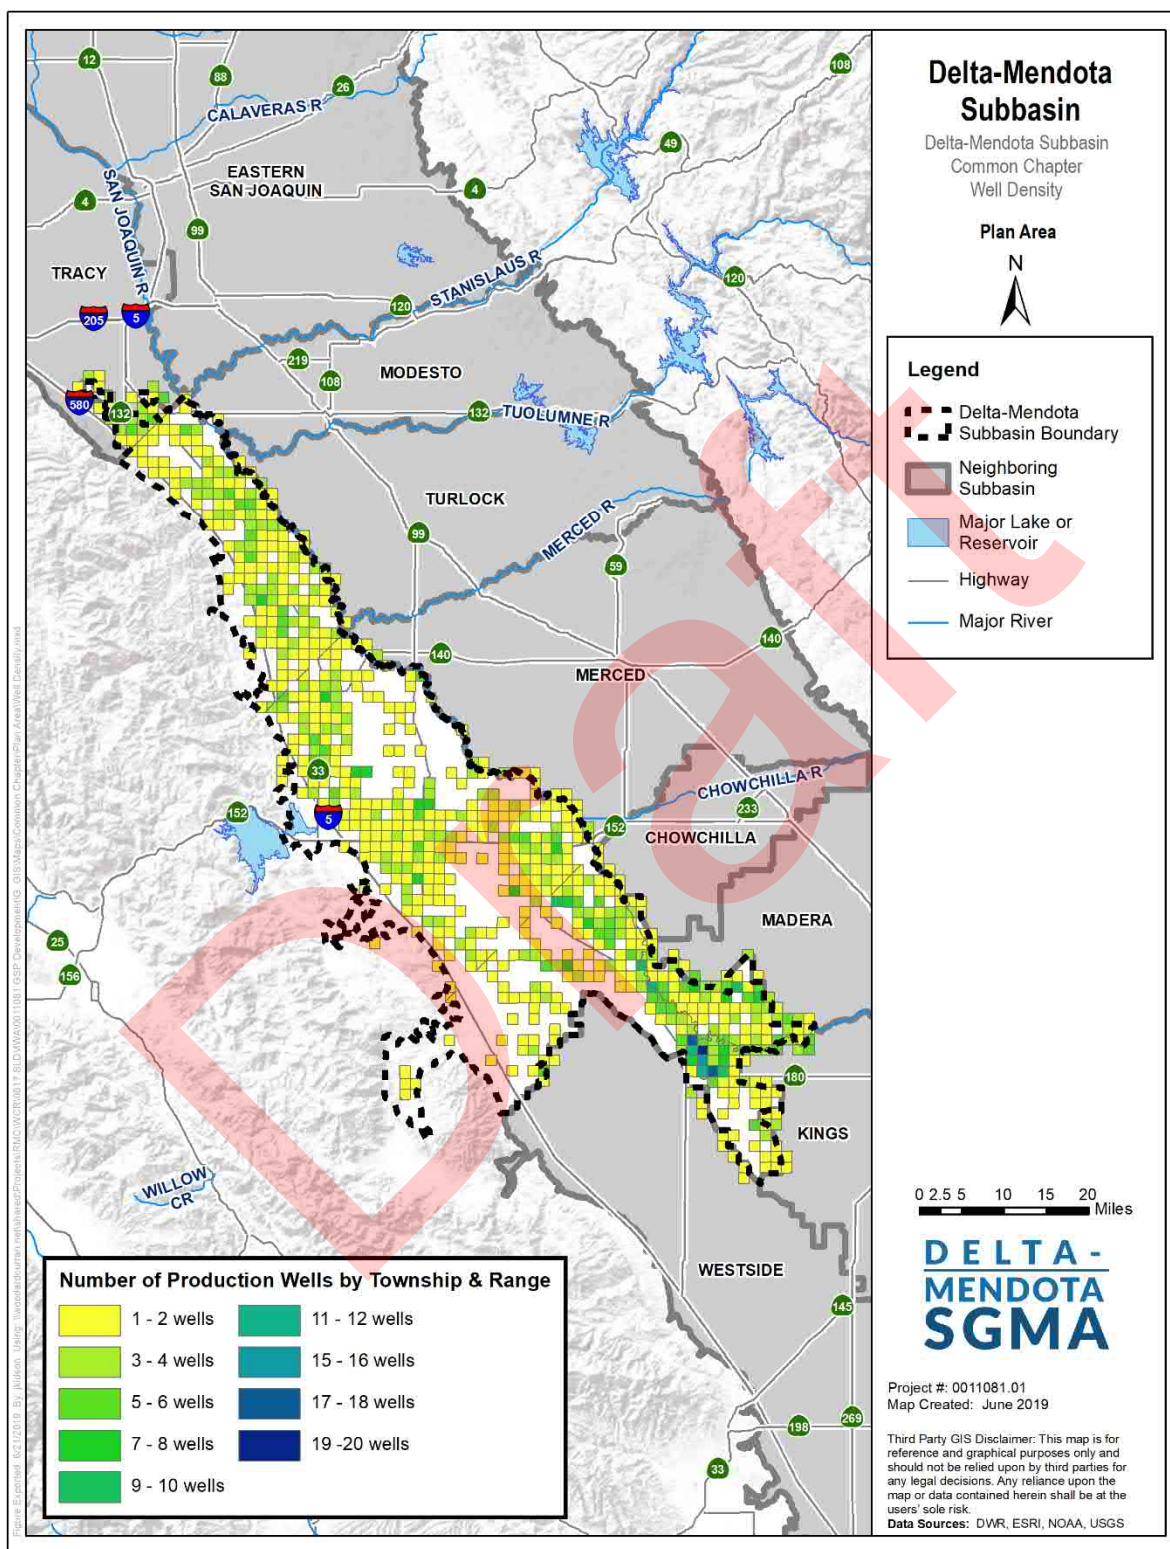 Delta-Mendota
Subbasin
Delta-Mendota Subbasin
Common Chapter
Well Density
Plan Area
N
Legend
Delta-Mendota
Subbasin Boundary
Neighboring
Subbasin
Major Lake or
Reservoir
Highway
Major River
0 2.5 5 10 15 20
Miles
DELTA-
MENDOTA
SGMA
Project #: 0011081.01
Map Created: June 2019
Third Party GIS Disclaimer: This map is for
reference and graphical purposes only and
should not be relied upon by third parties for
any legal decisions. Any reliance upon the
map or data contained herein shall be at the
users' sole risk.
Data Sources: DWR, ESRI, NOAA, USGS
12
88
26
108
CALAVERAS R
49
EASTERN
SAN JOAQUIN
4
4
SAN JOAQUIN R
99
TRACY
STANISLAUS R
120
120
205
5
219
MODESTO
108
580
132
132
TUOLUMNE R
TURLOCK
MERCED R
99
59
140
140
MERCED
33
CHOWCHILLA R
233
152
5
152
CHOWCHILLA
MADERA
25
156
180
KINGS
WILLOW
CR
WESTSIDE
145
198
269
33
Draft
Number of Production Wells by Township & Range
1 - 2 wells
3 - 4 wells
5 - 6 wells
7 - 8 wells
9 - 10 wells
11 - 12 wells
15 - 16 wells
17 - 18 wells
19 -20 wells